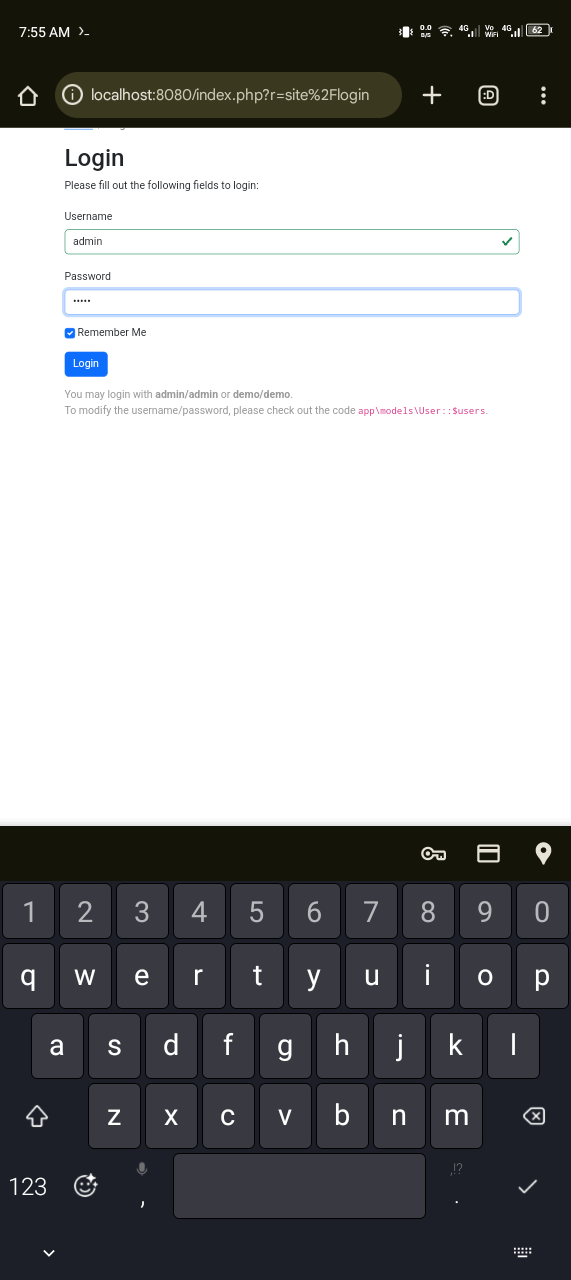 7:55 AM
0.0
B/S
4G
Vo
WiFi
4G
62
localhost:8080/index.php?r=site%2Flogin
:D
Login
Please fill out the following fields to login:
Username
admin
Password
•••••
Remember Me
Login
You may login with admin/admin or demo/demo.
To modify the username/password, please check out the code app\models\User::$users.
1 2 3 4 5 6 7 8 9 0
q w e r t y u i o p
a s d f g h j k l
z x c v b n m
,!?
123 , .